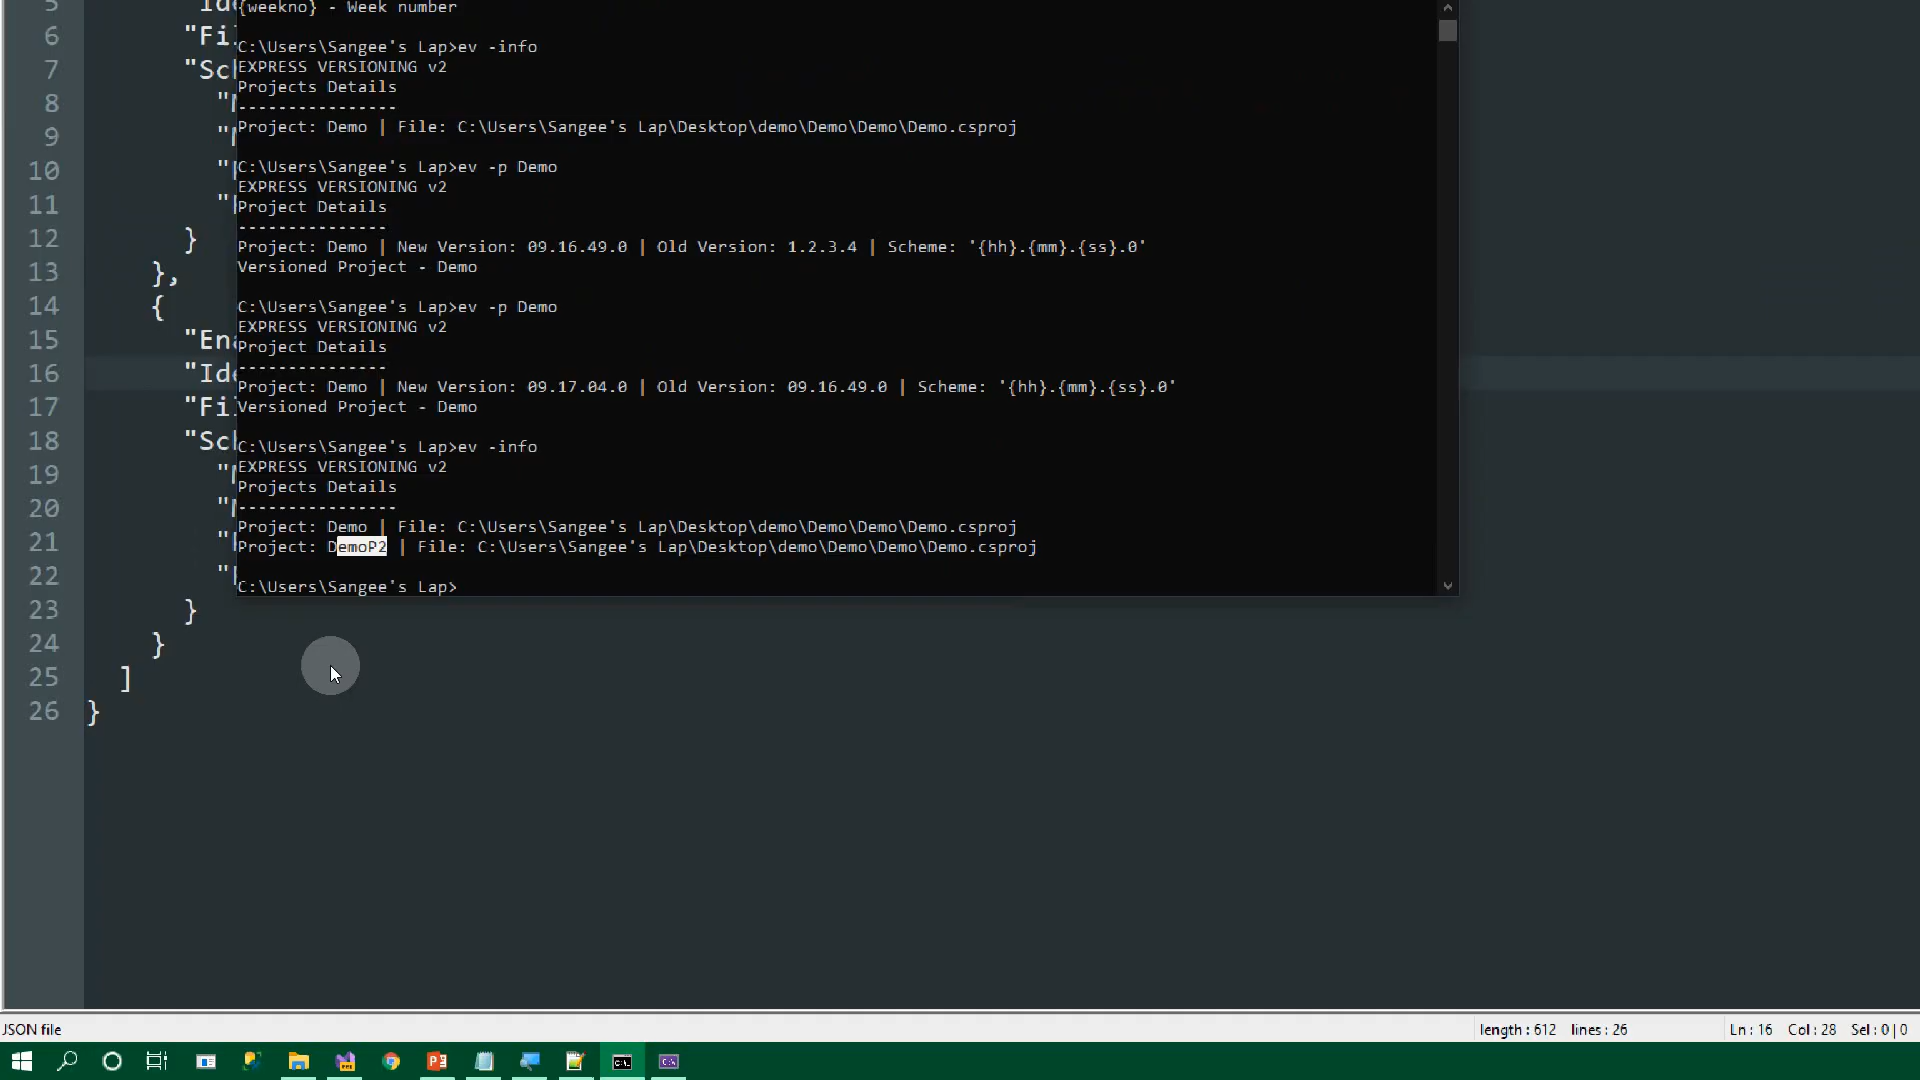 {weekno} - Week number
C:\Users\Sangee's Lap>ev -info
EXPRESS VERSIONING v2
Projects Details
----------------
Project: Demo | File: C:\Users\Sangee's Lap\Desktop\demo\Demo\Demo\Demo.csproj
C:\Users\Sangee's Lap>ev -p Demo
EXPRESS VERSIONING v2
Project Details
---------------
Project: Demo | New Version: 09.16.49.0 | Old Version: 1.2.3.4 | Scheme: '{hh}.{mm}.{ss}.0'
Versioned Project - Demo
C:\Users\Sangee's Lap>ev -p Demo
EXPRESS VERSIONING v2
Project Details
---------------
Project: Demo | New Version: 09.17.04.0 | Old Version: 09.16.49.0 | Scheme: '{hh}.{mm}.{ss}.0'
Versioned Project - Demo
C:\Users\Sangee's Lap>ev -info
EXPRESS VERSIONING v2
Projects Details
----------------
Project: Demo | File: C:\Users\Sangee's Lap\Desktop\demo\Demo\Demo\Demo.csproj
Project: DemoP2 | File: C:\Users\Sangee's Lap\Desktop\demo\Demo\Demo\Demo.csproj
C:\Users\Sangee's Lap>
6 "Fi
7 "Sc
8 "
9 "
10 "
11 "
12 }
13 },
14 {
15 "En
16 "Id
17 "Fi
18 "Sc
19 "
20 "
21 "
22 "
23 }
24 }
25 ]
26 }
JSON file
length : 612 lines : 26
Ln : 16 Col : 28 Sel : 0 | 0